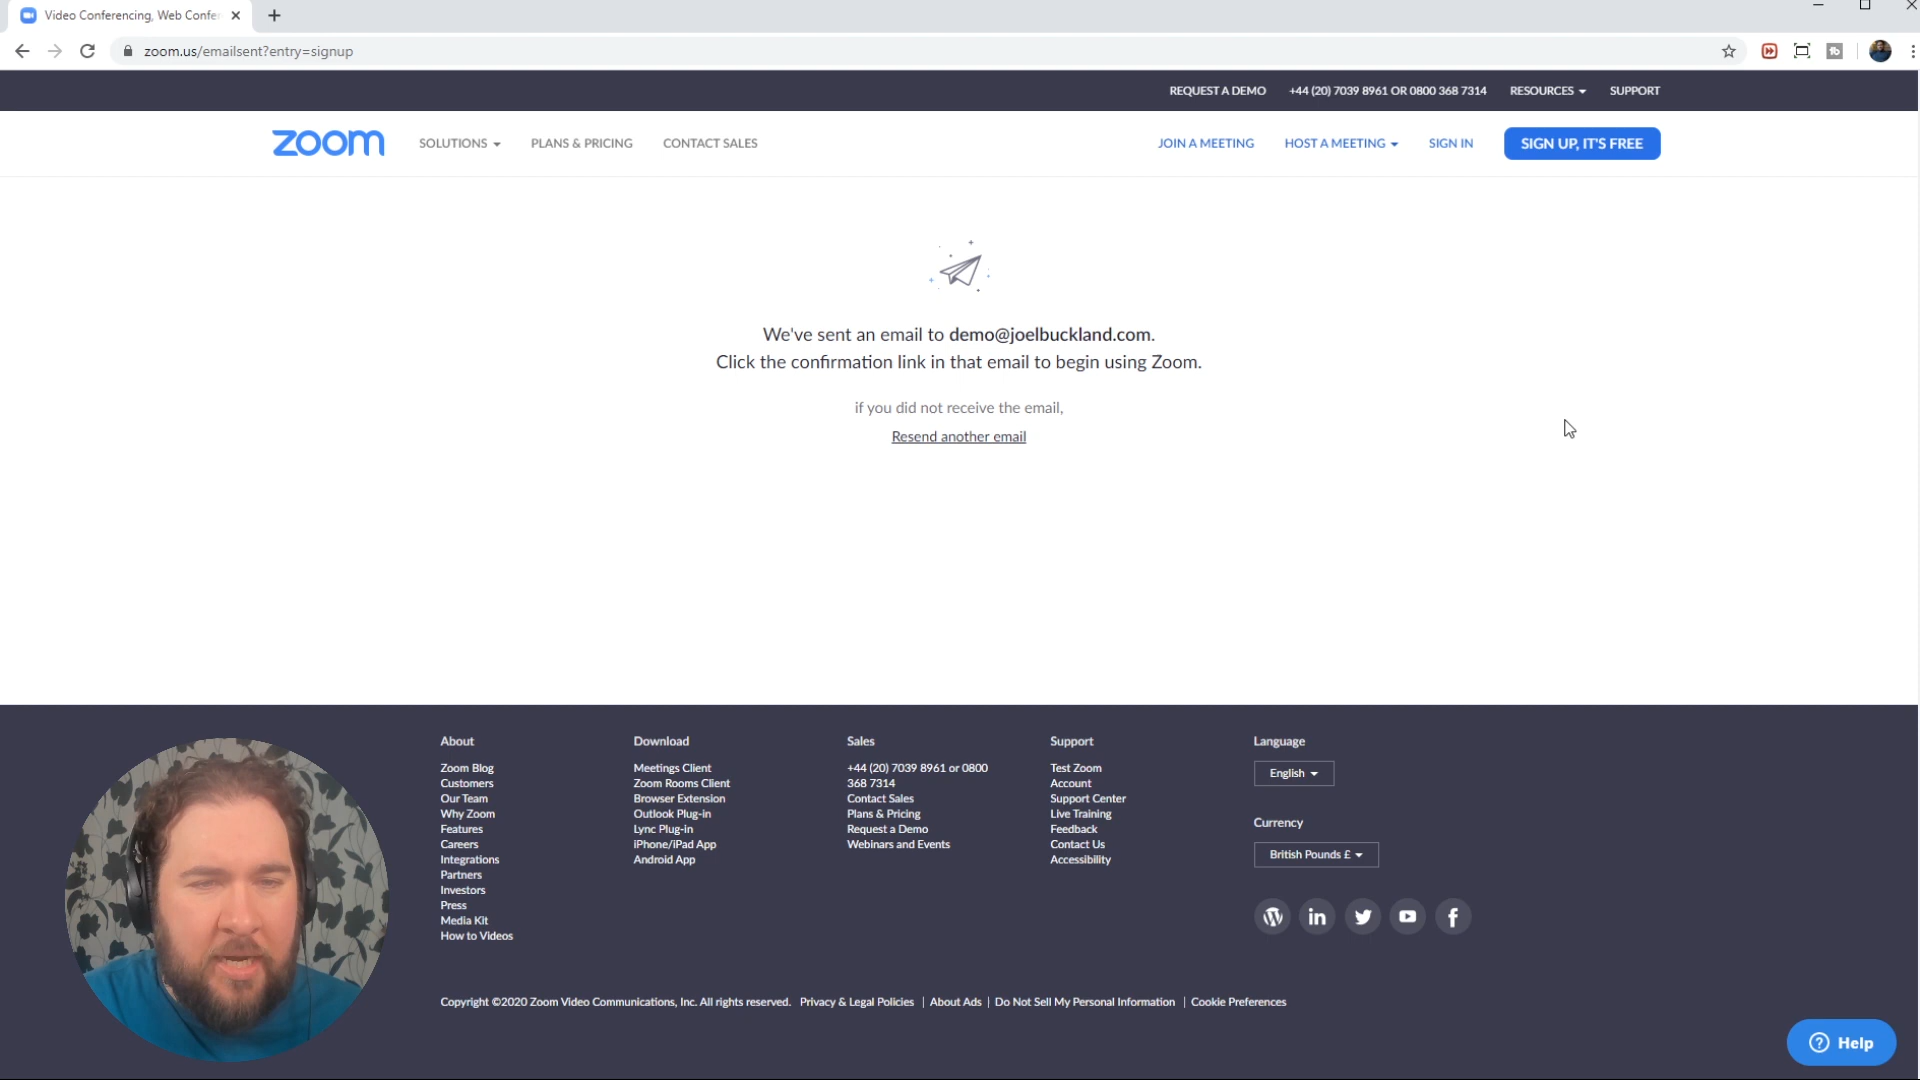 Video Conferencing, Web Confe
zoom.us/emailsent?entry=signup
REQUEST A DEMO +44 (20) 7039 8961 OR 0800 368 7314 RESOURCES SUPPORT
zoom SOLUTIONS PLANS & PRICING CONTACT SALES JOIN A MEETING HOST A MEETING SIGN IN SIGN UP, IT'S FREE
We've sent an email to demo@joelbuckland.com.
Click the confirmation link in that email to begin using Zoom.
if you did not receive the email,
Resend another email
About
Zoom Blog
Customers
Our Team
Why Zoom
Features
Careers
Integrations
Partners
Investors
Press
Media Kit
How to Videos
Download
Meetings Client
Zoom Rooms Client
Browser Extension
Outlook Plug-in
Lync Plug-in
iPhone/iPad App
Android App
Sales
+44 (20) 7039 8961 or 0800
368 7314
Contact Sales
Plans & Pricing
Request a Demo
Webinars and Events
Support
Test Zoom
Account
Support Center
Live Training
Feedback
Contact Us
Accessibility
Language
English
Currency
British Pounds £
Copyright ©2020 Zoom Video Communications, Inc. All rights reserved. Privacy & Legal Policies | About Ads | Do Not Sell My Personal Information | Cookie Preferences
Help